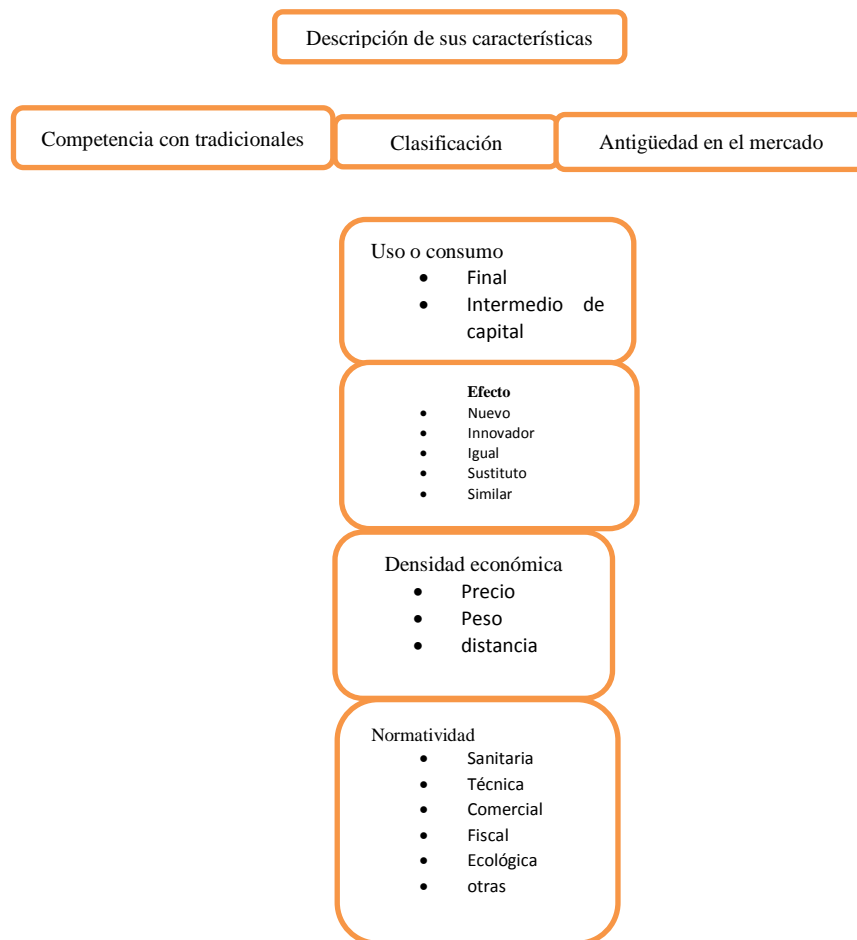 Descripción de sus características
Competencia con tradicionales
Clasificación
Antigüedad en el mercado
Uso o consumo
• Final
• Intermedio de
capital
Efecto
• Nuevo
• Innovador
• Igual
• Sustituto
• Similar
Densidad económica
• Precio
• Peso
• distancia
Normatividad
• Sanitaria
• Técnica
• Comercial
• Fiscal
• Ecológica
• otras